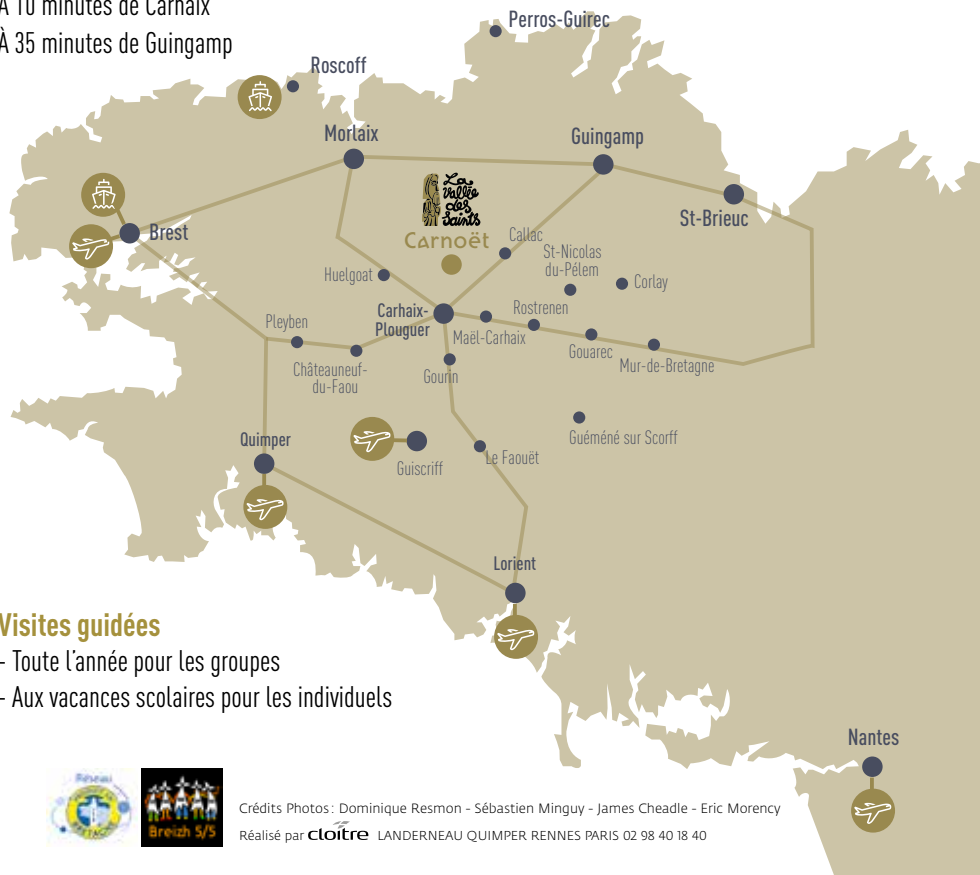 À 10 minutes de Carhaix
À 35 minutes de Guingamp
Perros-Guirec
Roscoff
Morlaix
Guingamp
La
Vallée
des
Saints
Carnoët
St-Brieuc
Brest
Callac
St-Nicolas
du-Pélem
Huelgoat
Corlay
Carhaix-
Plouguer
Rostrenen
Maël-Carhaix
Pleyben
Gouarec
Mur-de-Bretagne
Châteauneuf-
du-Faou
Gourin
Quimper
Guiscriff
Le Faouët
Guéméné sur Scorff
Lorient
Visites guidées
- Toute l'année pour les groupes
- Aux vacances scolaires pour les individuels
Nantes
Réseau
BRETAGNE
Breizh 5/5
Crédits Photos : Dominique Resmon - Sébastien Minguy - James Cheadle - Eric Morency
Réalisé par cloître LANDERNEAU QUIMPER RENNES PARIS 02 98 40 18 40